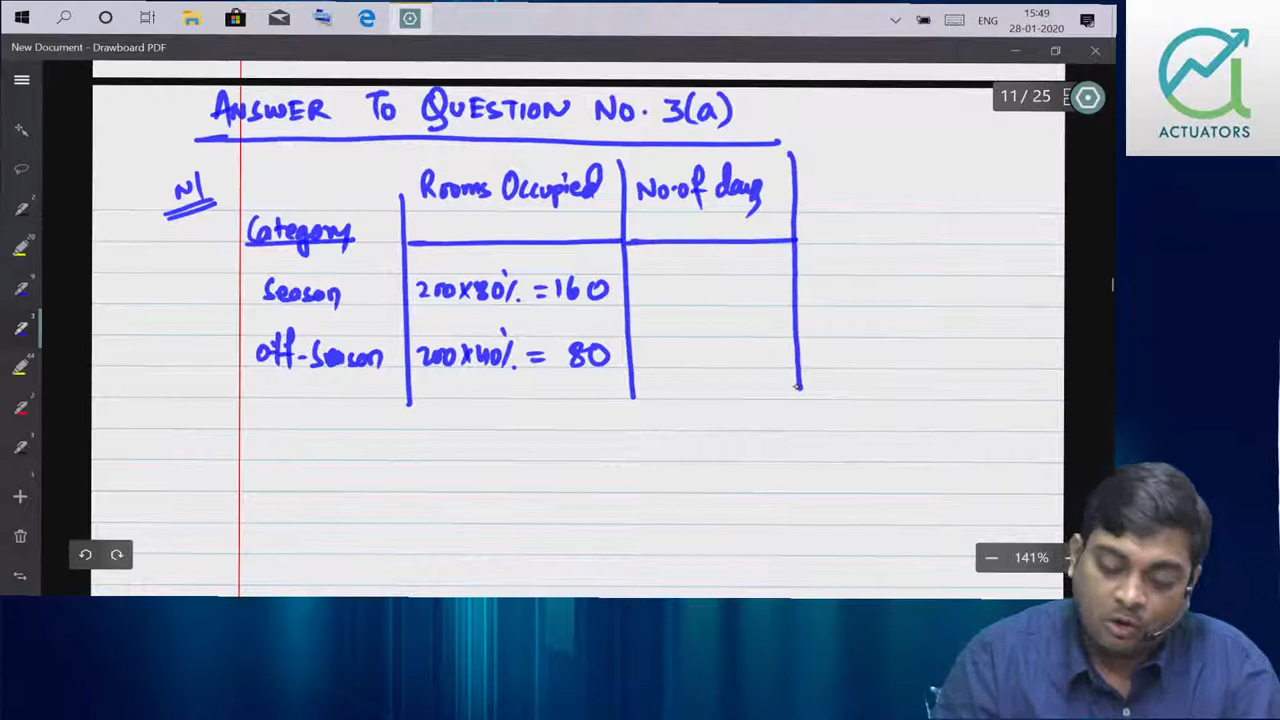 15:49
ENG
28-01-2020
New Document - Drawboard PDF
ACTUATORS
11 / 25
ANSWER TO QUESTION NO. 3(a)
N1
Rooms Occupied
No. of days
Category
Season
200 x 80% = 160
Off-Season
200 x 40% = 80
141%